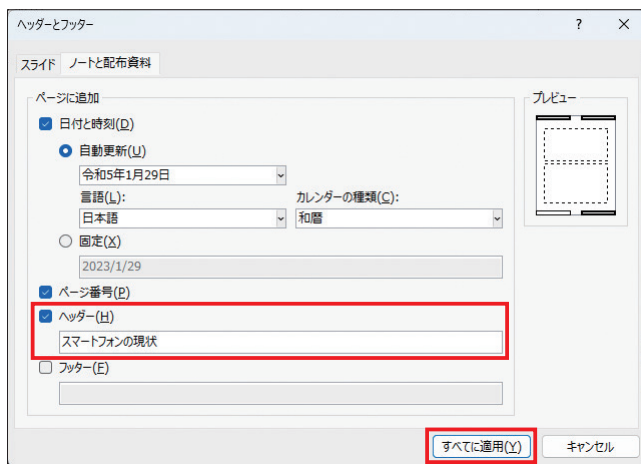 ヘッダーとフッター
? ×
スライド ノートと配布資料
ページに追加
プレビュー
日付と時刻(D)
自動更新(U)
令和5年1月29日
言語(L): カレンダーの種類(C):
日本語 和暦
固定(X)
2023/1/29
ページ番号(P)
ヘッダー(H)
スマートフォンの現状
フッター(F)
すべてに適用(Y) キャンセル